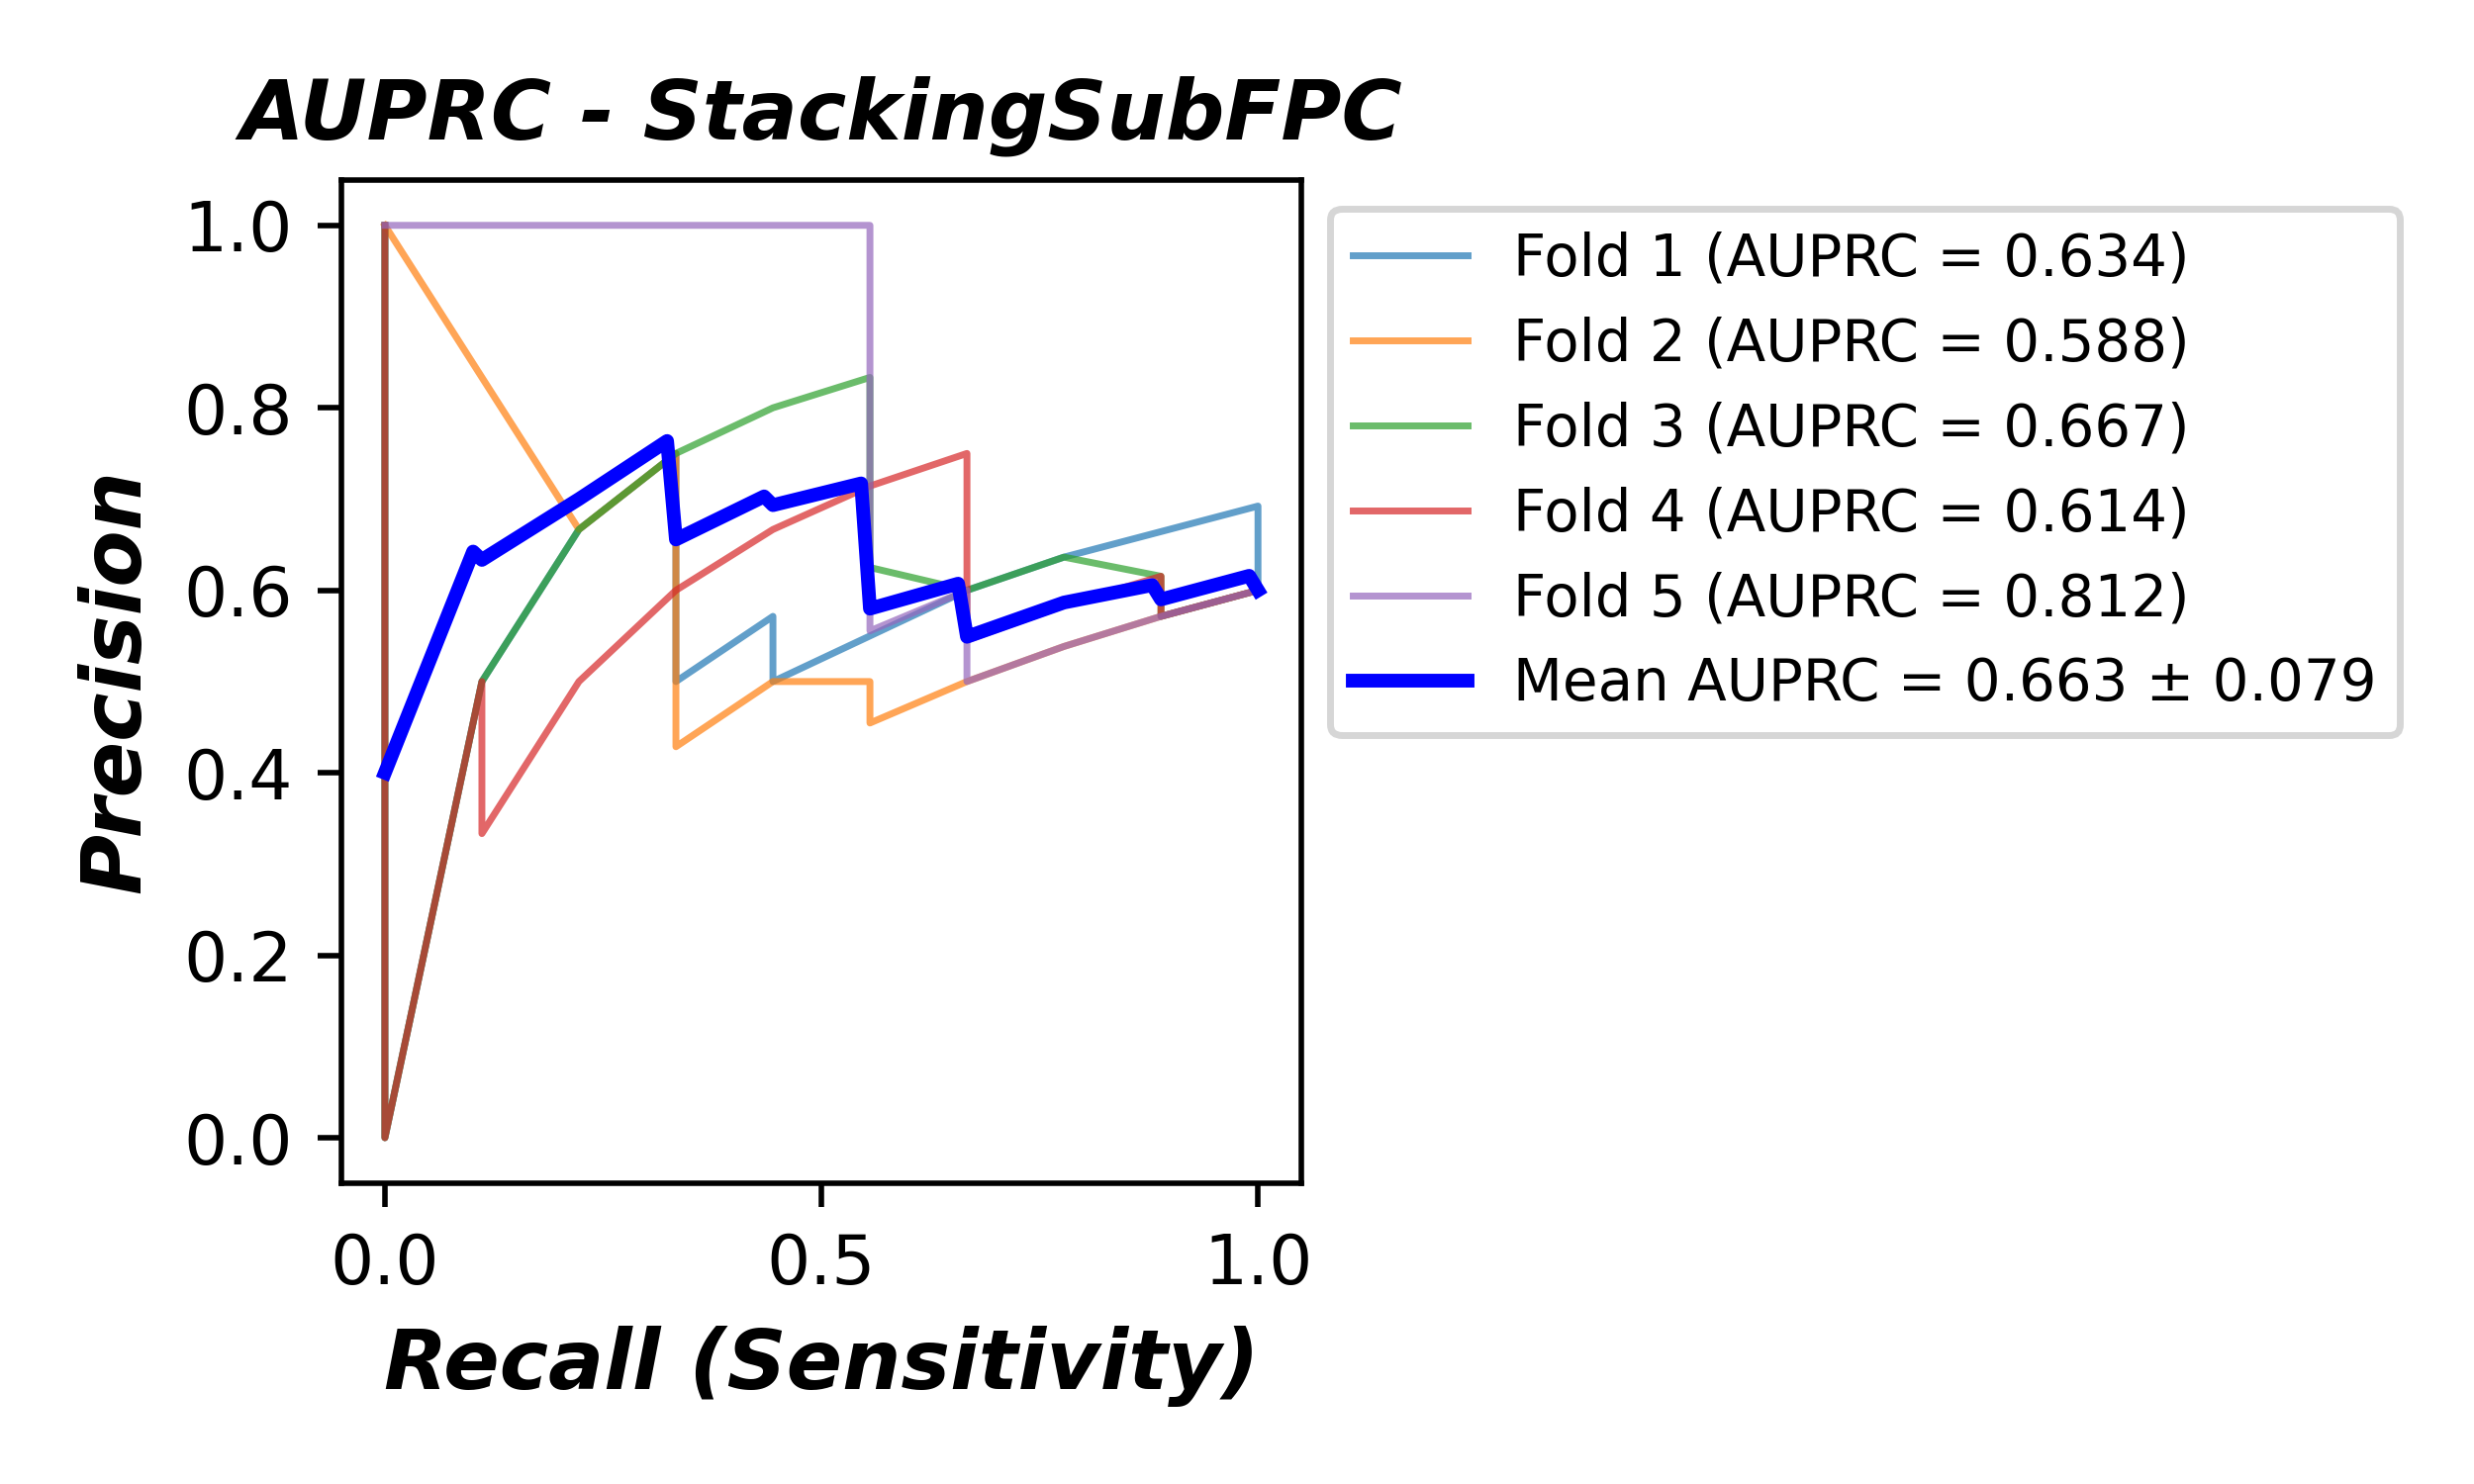 AUPRC - StackingSubFPC
1.0
0.8
0.6
0.4
0.2
0.0
Precision
0.0 0.5 1.0
Recall (Sensitivity)
Fold 1 (AUPRC = 0.634)
Fold 2 (AUPRC = 0.588)
Fold 3 (AUPRC = 0.667)
Fold 4 (AUPRC = 0.614)
Fold 5 (AUPRC = 0.812)
Mean AUPRC = 0.663 ± 0.079